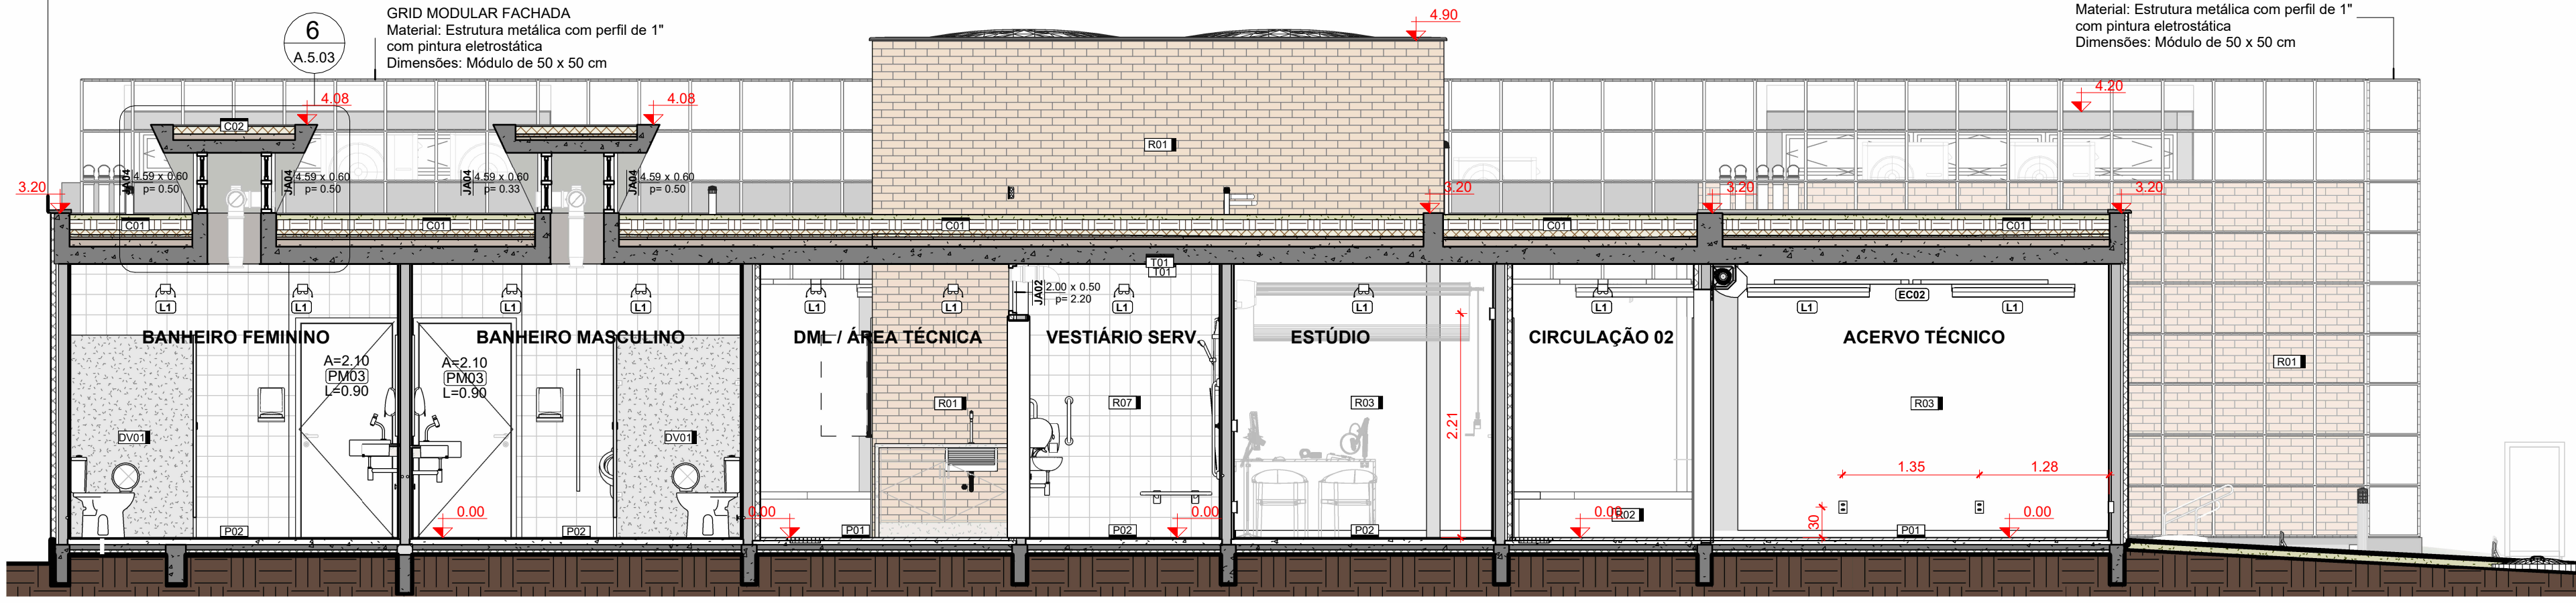 GRID MODULAR FACHADA
Material: Estrutura metálica com perfil de 1"
com pintura eletrostática
Dimensões: Módulo de 50 x 50 cm
6
A.5.03
Material: Estrutura metálica com perfil de 1"
com pintura eletrostática
Dimensões: Módulo de 50 x 50 cm
4.90
4.08
4.08
4.20
C02
R01
JA04
4.59 x 0.60
p= 0.50
JA04
4.59 x 0.60
p= 0.50
JA04
4.59 x 0.60
p= 0.33
JA04
4.59 x 0.60
p= 0.50
3.20
3.20
3.20
3.20
C01
C01
C01
C01
C01
T01
T01
JA02
2.00 x 0.50
p= 2.20
L1
L1
L1
L1
L1
L1
L1
L1
L1
L1
EC02
L1
BANHEIRO FEMININO
BANHEIRO MASCULINO
DML / ÁREA TÉCNICA
VESTIÁRIO SERV.
ESTÚDIO
CIRCULAÇÃO 02
ACERVO TÉCNICO
A=2.10
PM03
L=0.90
A=2.10
PM03
L=0.90
R01
R01
R07
R03
R03
2.21
DV01
DV01
1.35
1.28
0.00
0.00
0.00
0.00
R02
30
0.00
P02
P02
P01
P02
P02
P01